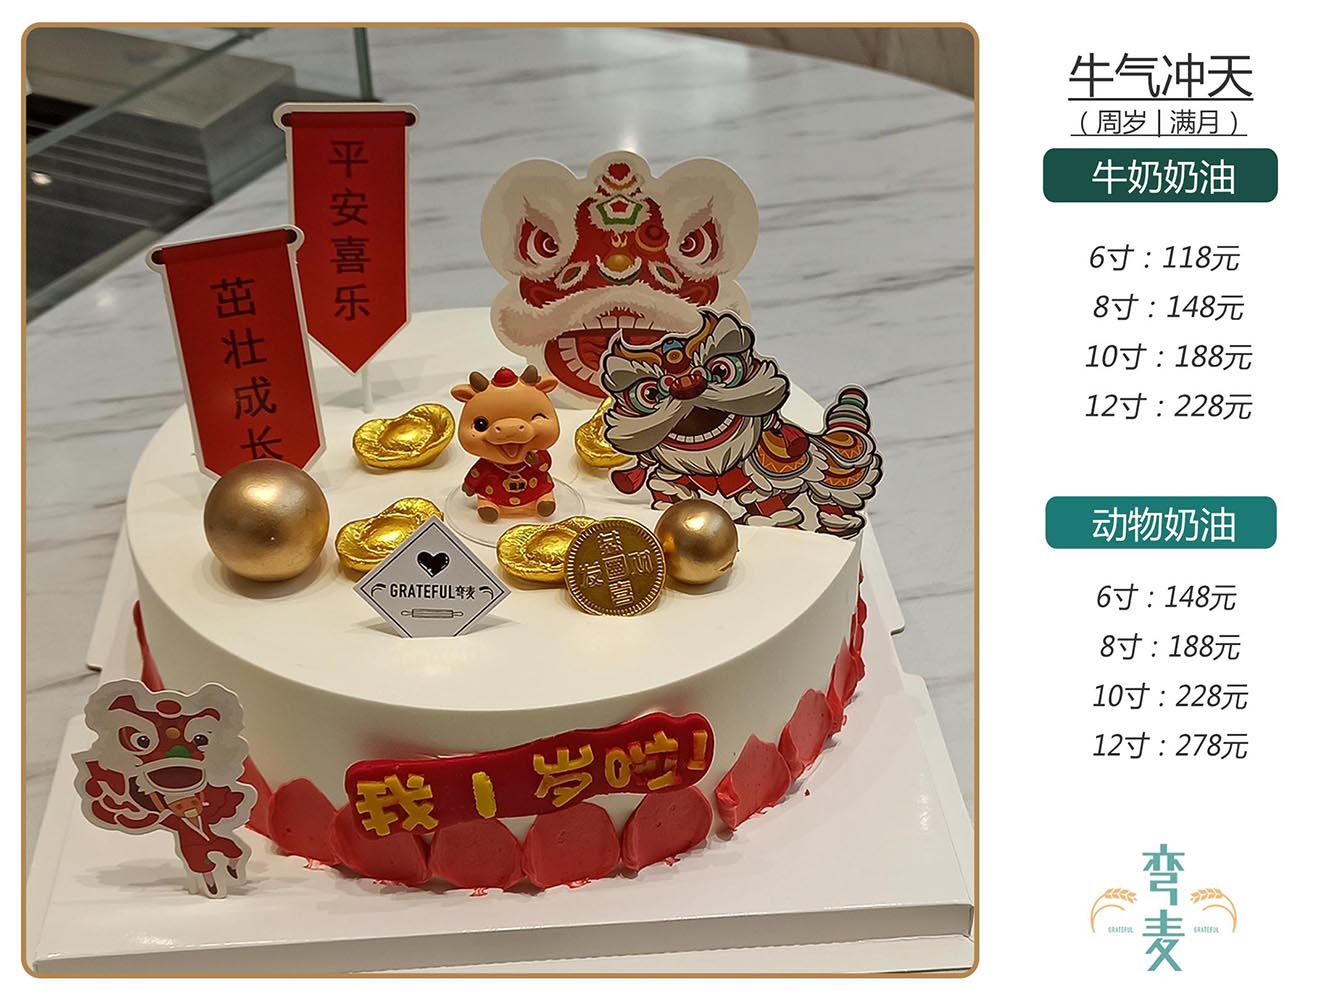 牛气冲天
（周岁|满月）
牛奶奶油
6寸：118元
8寸：148元
10寸：188元
12寸：228元
动物奶油
6寸：148元
8寸：188元
10寸：228元
12寸：278元
平安喜乐
茁壮成长
GRATEFUL弯麦
我1岁啦!
弯麦
GRATEFUL
GRATEFUL